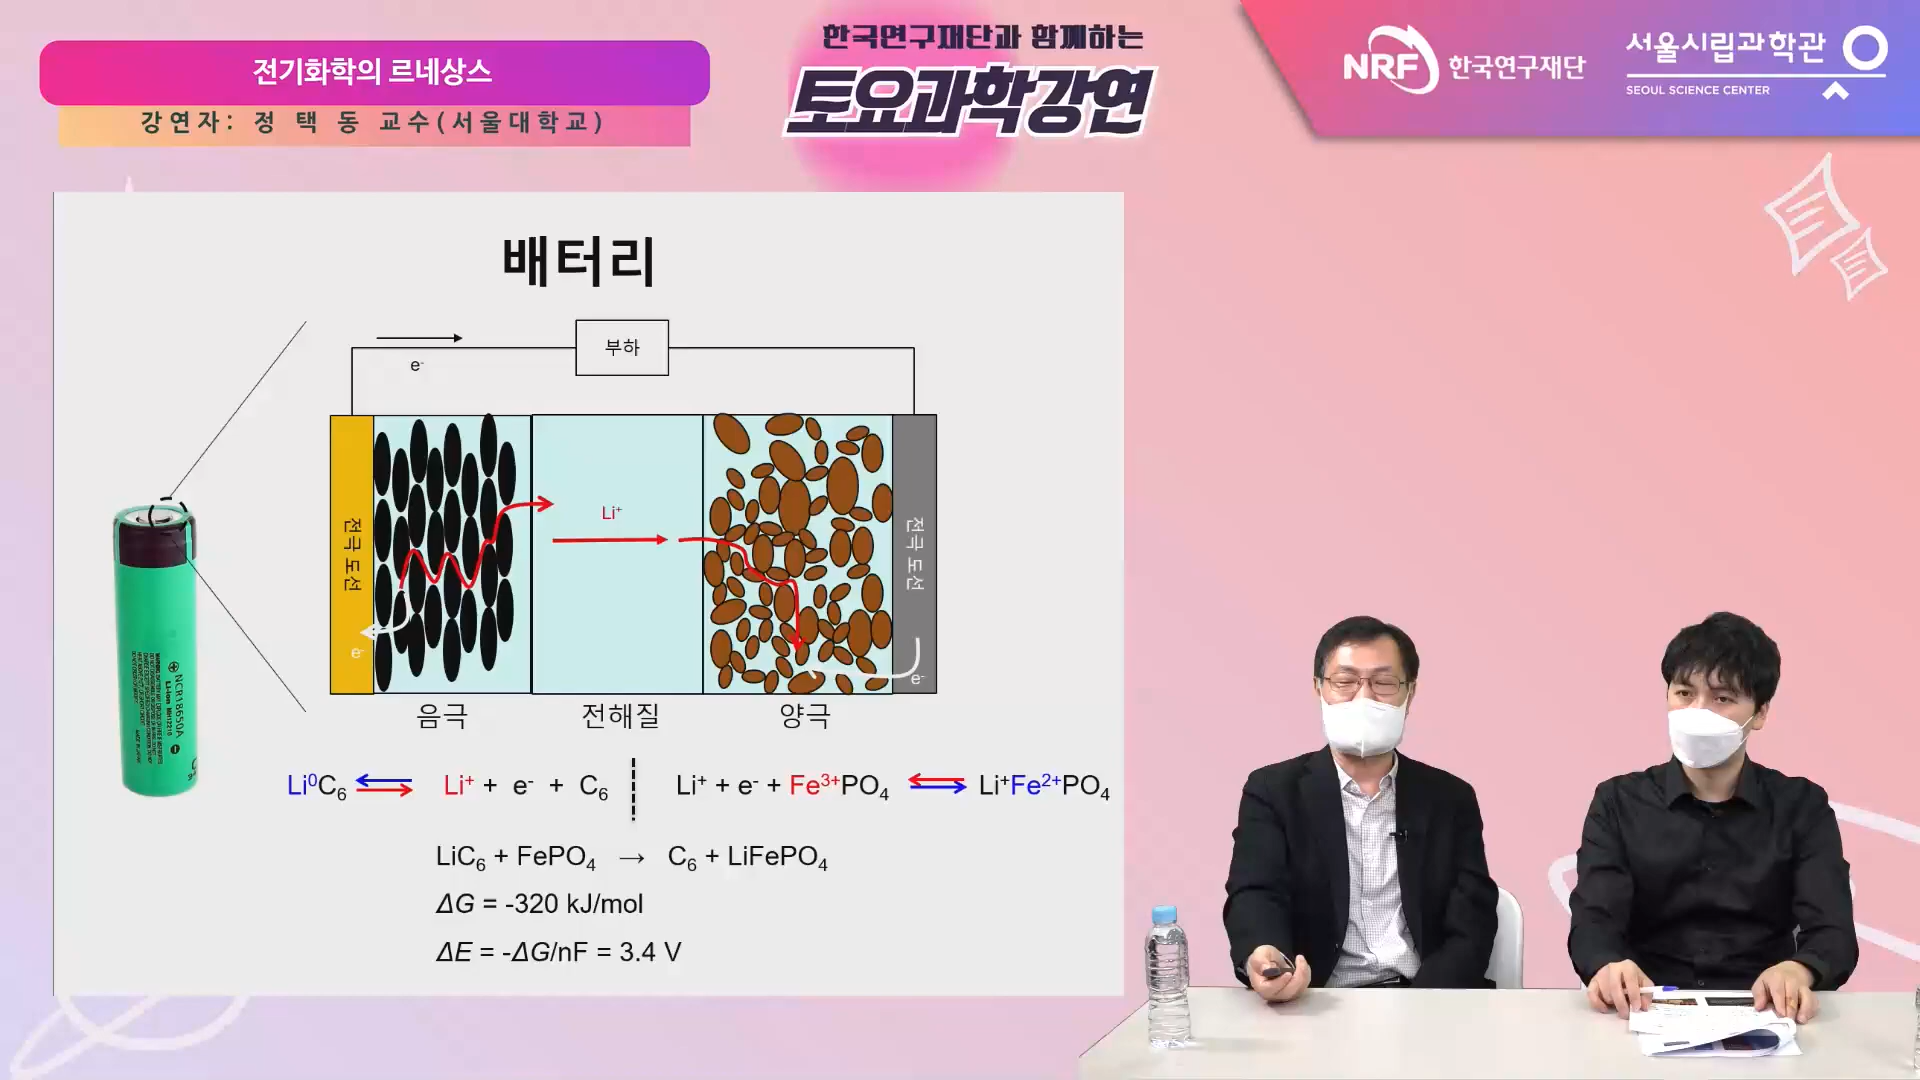 전기화학의 르네상스
강연자: 정 택 동 교수(서울대학교)
한국연구재단과 함께하는
토요과학강연
NRF 한국연구재단
서울시립과학관
SEOUL SCIENCE CENTER
배터리
e⁻
부하
전극 도선
Li⁺
전극 도선
e⁻
e⁻
음극
전해질
양극
NCR18650A
Li-ion MH12210
Li⁰C₆ ⇄ Li⁺ + e⁻ + C₆
Li⁺ + e⁻ + Fe³⁺PO₄ ⇄ Li⁺Fe²⁺PO₄
LiC₆ + FePO₄ → C₆ + LiFePO₄
ΔG = -320 kJ/mol
ΔE = -ΔG/nF = 3.4 V